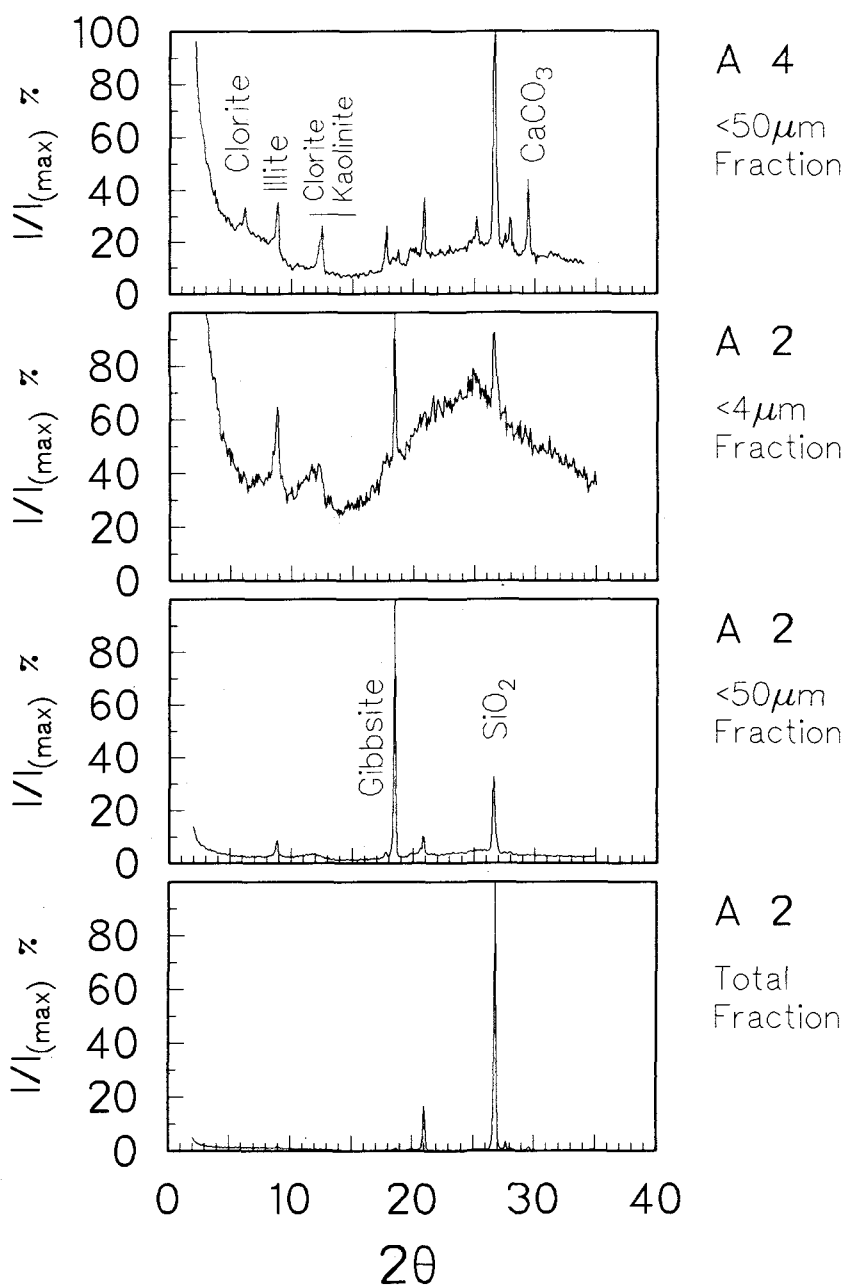 100
80
60
40
20
0
I/I(max) %
Clorite
Illite
Clorite
Kaolinite
CaCO3
A 4
<50μm
Fraction
80
60
40
20
0
I/I(max) %
A 2
<4μm
Fraction
80
60
40
20
0
I/I(max) %
Gibbsite
SiO2
A 2
<50μm
Fraction
80
60
40
20
0
I/I(max) %
A 2
Total
Fraction
0 10 20 30 40
2θ